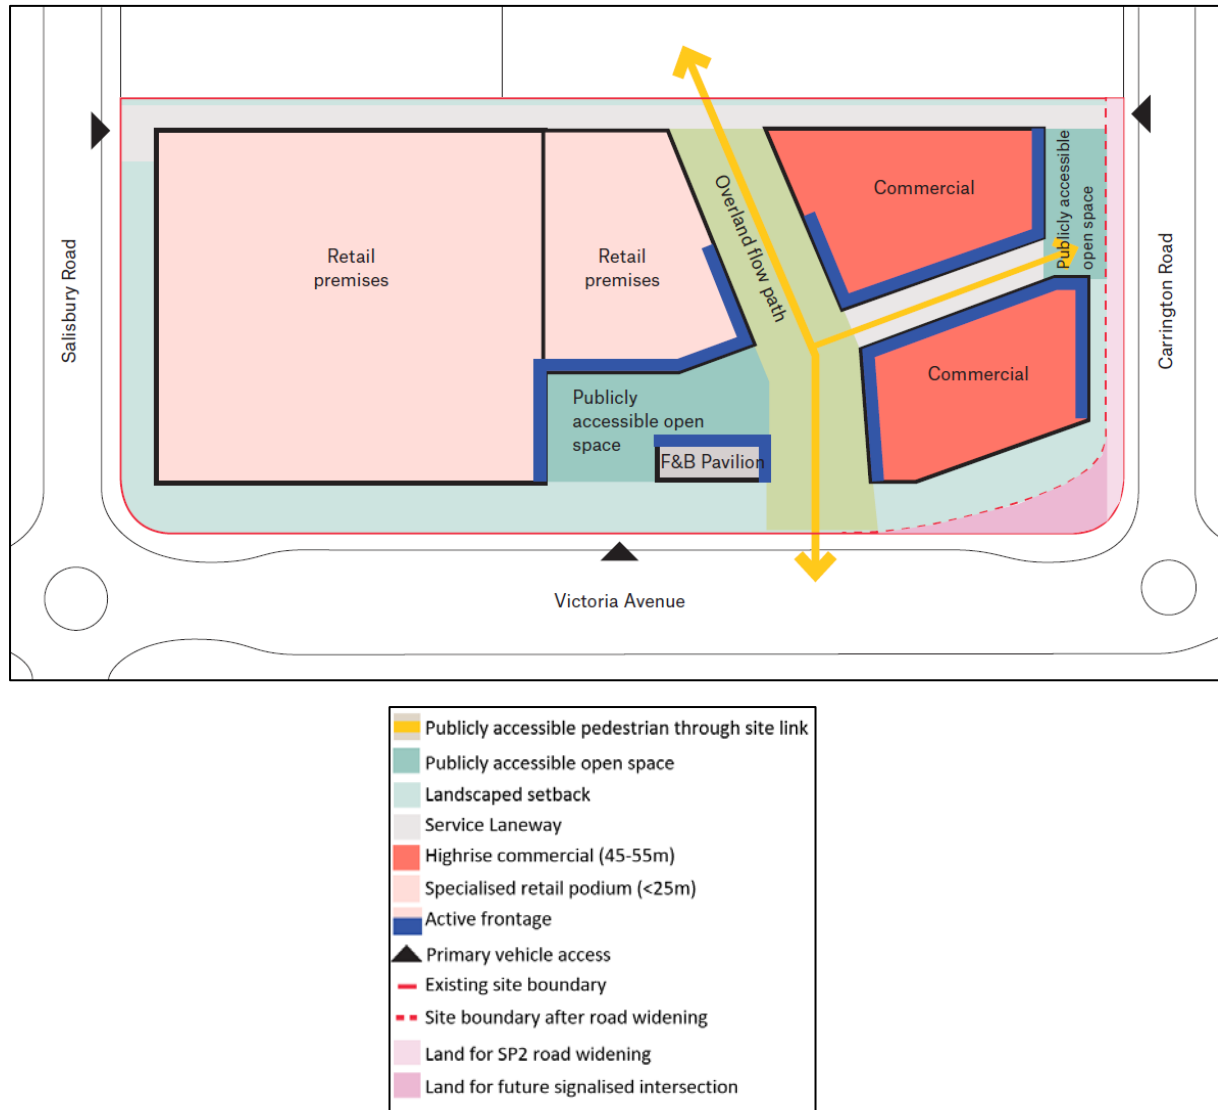 Salisbury Road
Retail
premises
Retail
premises
Overland flow path
Commercial
Publicly accessible
open space
Carrington Road
Commercial
Publicly
accessible open
space
F&B Pavilion
Victoria Avenue
Publicly accessible pedestrian through site link
Publicly accessible open space
Landscaped setback
Service Laneway
Highrise commercial (45-55m)
Specialised retail podium (<25m)
Active frontage
Primary vehicle access
Existing site boundary
Site boundary after road widening
Land for SP2 road widening
Land for future signalised intersection